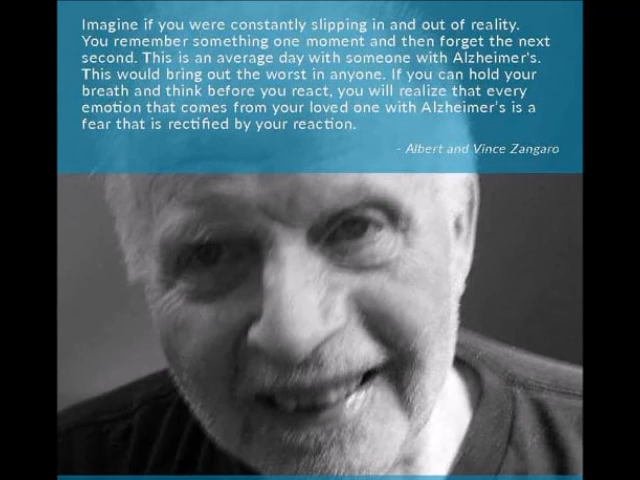 Imagine if you were constantly slipping in and out of reality.
You remember something one moment and then forget the next
second. This is an average day with someone with Alzheimer's.
This would bring out the worst in anyone. If you can hold your
breath and think before you react, you will realize that every
emotion that comes from your loved one with Alzheimer's is a
fear that is rectified by your reaction.
- Albert and Vince Zangaro